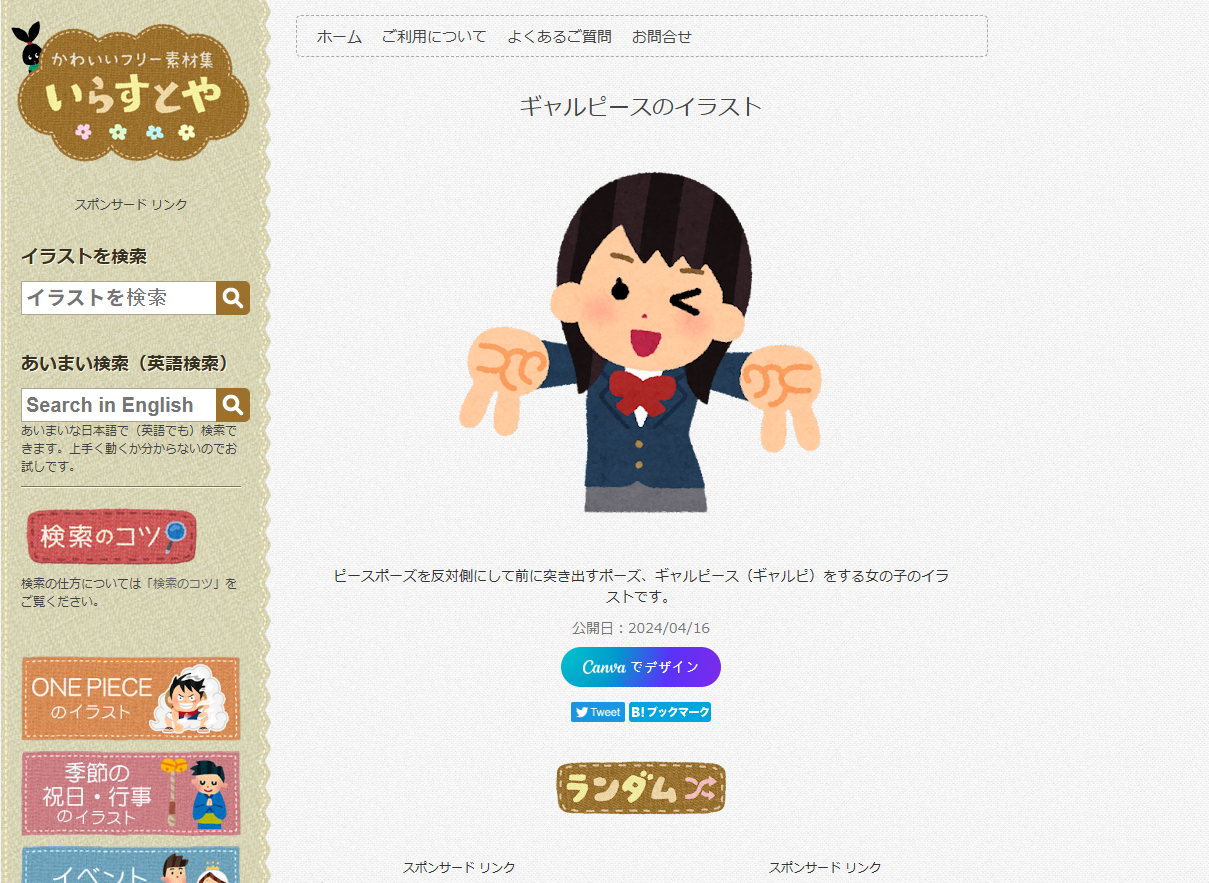 かわいいフリー素材集
いらすとや
スポンサード リンク
イラストを検索
イラストを検索
あいまい検索（英語検索）
Search in English
あいまいな日本語で（英語でも）検索で
きます。上手く動くか分からないのでお
試しです。
検索のコツ
検索の仕方については「検索のコツ」を
ご覧ください。
ONE PIECE
のイラスト
季節の
祝日・行事
のイラスト
イベント
ホーム ご利用について よくあるご質問 お問合せ
ギャルピースのイラスト
ピースポーズを反対側にして前に突き出すポーズ、ギャルピース（ギャルピ）をする女の子のイラ
ストです。
公開日：2024/04/16
Canva でデザイン
Tweet B!ブックマーク
ランダム
スポンサード リンク スポンサード リンク